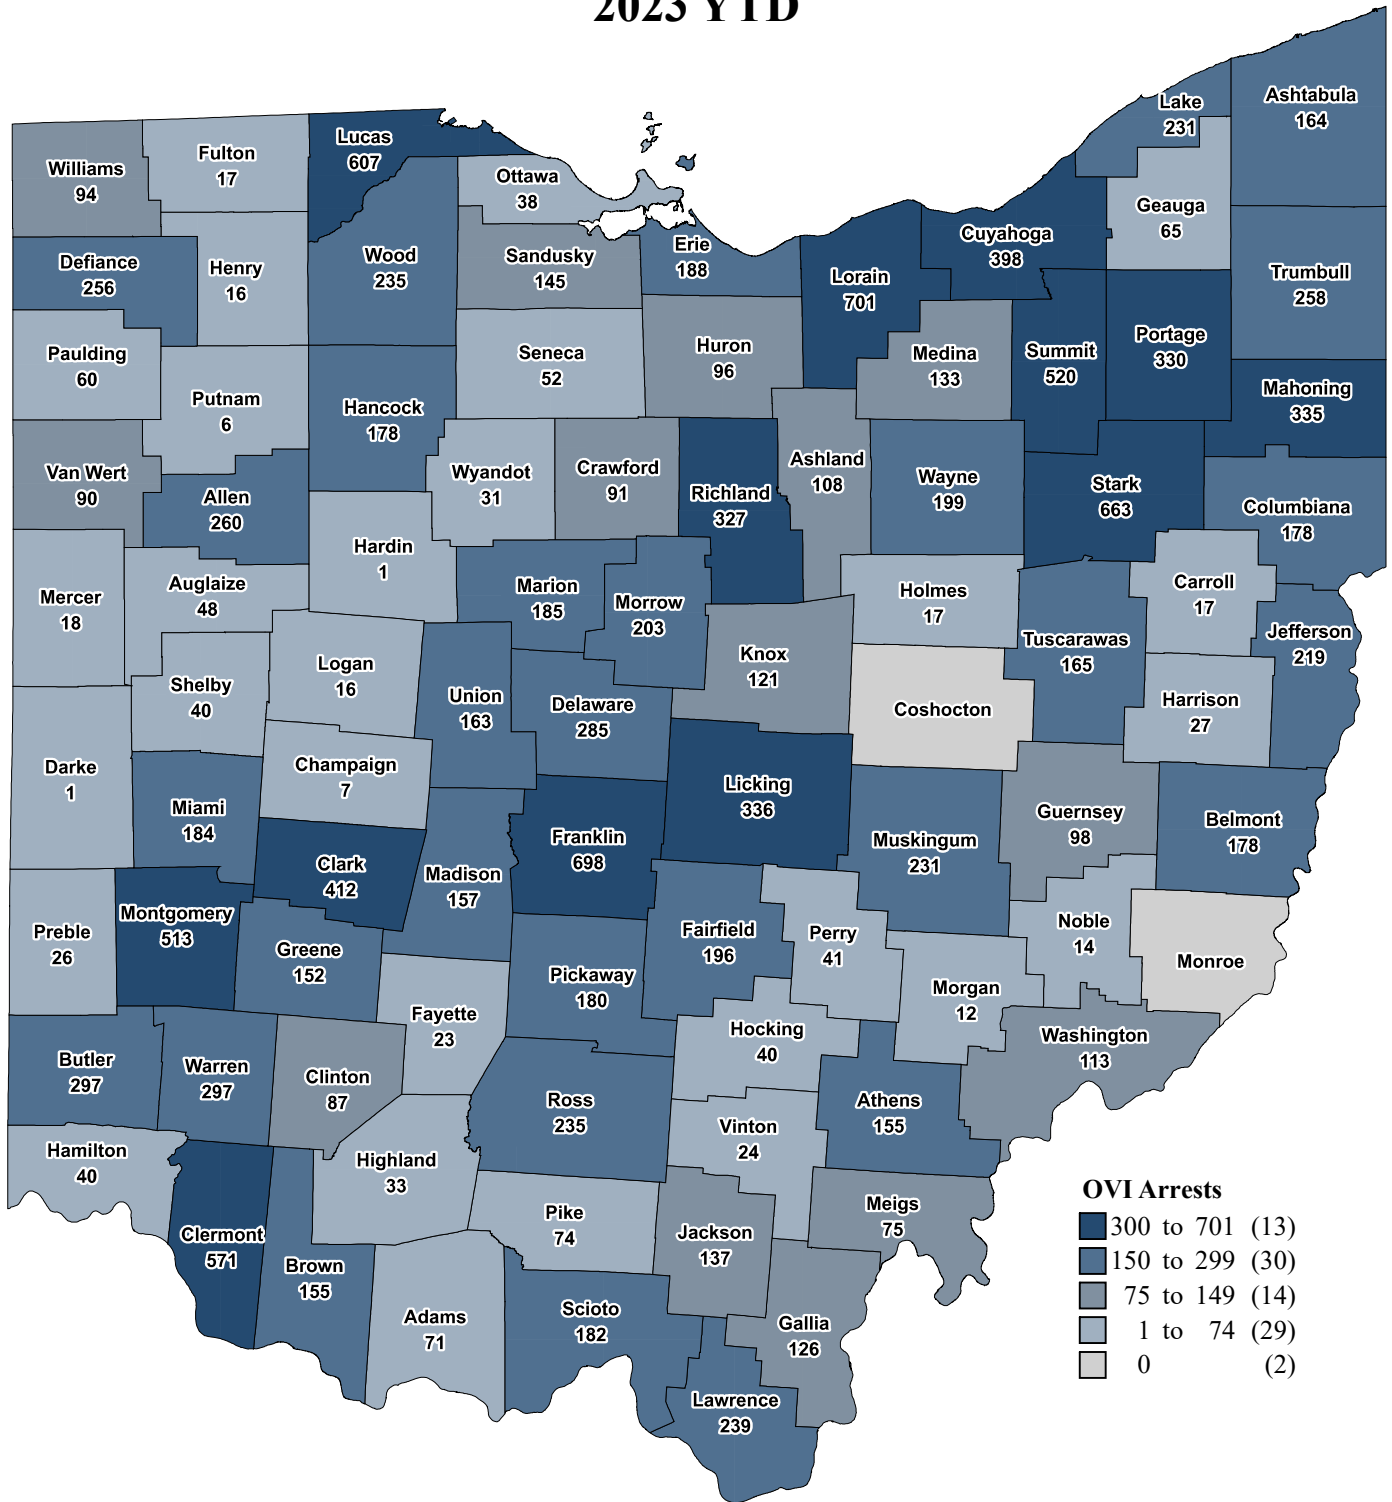 2023 YTD
Lake
231
Ashtabula
164
Williams
94
Fulton
17
Lucas
607
Ottawa
38
Geauga
65
Defiance
256
Henry
16
Wood
235
Sandusky
145
Erie
188
Lorain
701
Cuyahoga
398
Trumbull
258
Paulding
60
Putnam
6
Hancock
178
Seneca
52
Huron
96
Medina
133
Summit
520
Portage
330
Mahoning
335
Van Wert
90
Allen
260
Wyandot
31
Crawford
91
Richland
327
Ashland
108
Wayne
199
Stark
663
Columbiana
178
Mercer
18
Auglaize
48
Hardin
1
Marion
185
Morrow
203
Holmes
17
Tuscarawas
165
Carroll
17
Jefferson
219
Shelby
40
Logan
16
Union
163
Delaware
285
Knox
121
Coshocton
Harrison
27
Darke
1
Miami
184
Champaign
7
Licking
336
Muskingum
231
Guernsey
98
Belmont
178
Clark
412
Madison
157
Franklin
698
Preble
26
Montgomery
513
Greene
152
Pickaway
180
Fairfield
196
Perry
41
Noble
14
Monroe
Fayette
23
Hocking
40
Morgan
12
Washington
113
Butler
297
Warren
297
Clinton
87
Ross
235
Vinton
24
Athens
155
Hamilton
40
Highland
33
Clermont
571
Brown
155
Adams
71
Pike
74
Scioto
182
Jackson
137
Meigs
75
Gallia
126
Lawrence
239
OVI Arrests
300 to 701 (13)
150 to 299 (30)
75 to 149 (14)
1 to 74 (29)
0 (2)